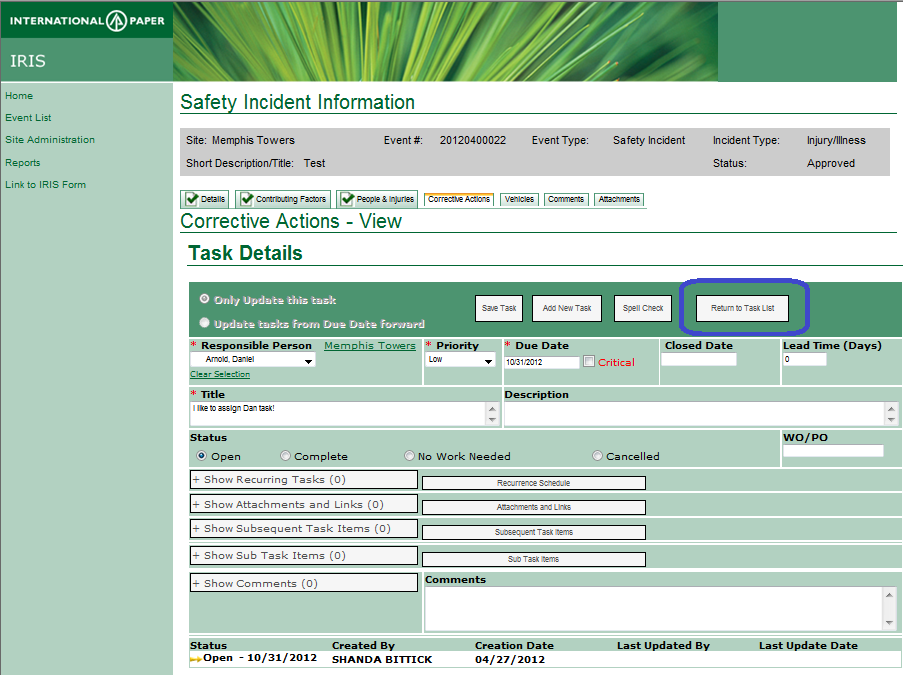 INTERNATIONAL PAPER
IRIS
Home
Event List
Site Administration
Reports
Link to IRIS Form
Safety Incident Information
Site: Memphis Towers Event #: 20120400022 Event Type: Safety Incident Incident Type: Injury/Illness
Short Description/Title: Test Status: Approved
Details Contributing Factors People & Injuries Corrective Actions Vehicles Comments Attachments
Corrective Actions - View
Task Details
Only Update this task
Update tasks from Due Date forward
Save Task Add New Task Spell Check Return to Task List
* Responsible Person Memphis Towers * Priority * Due Date Closed Date Lead Time (Days)
Arnold, Daniel Low 10/31/2012 Critical 0
Clear Selection
* Title Description
I like to assign Dan task!
Status WO/PO
Open Complete No Work Needed Cancelled
+ Show Recurring Tasks (0) Recurrence Schedule
+ Show Attachments and Links (0) Attachments and Links
+ Show Subsequent Task Items (0) Subsequent Task Items
+ Show Sub Task Items (0) Sub Task Items
+ Show Comments (0) Comments
Status Created By Creation Date Last Updated By Last Update Date
Open - 10/31/2012 SHANDA BITTICK 04/27/2012